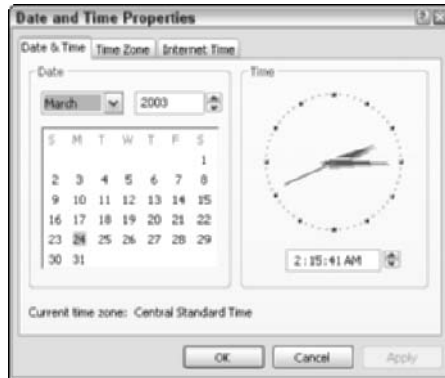 Date and Time Properties
Date & Time Time Zone Internet Time
Date
Time
March 2003
S M T W T F S
1
2 3 4 5 6 7 8
9 10 11 12 13 14 15
16 17 18 19 20 21 22
23 24 25 26 27 28 29
30 31
2:15:41 AM
Current time zone: Central Standard Time
OK Cancel Apply